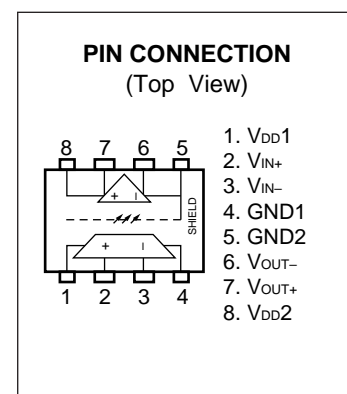 PIN CONNECTION
(Top View)
8 7 6 5
+ –
SHIELD
+ –
1 2 3 4
1. VDD1
2. VIN+
3. VIN–
4. GND1
5. GND2
6. VOUT–
7. VOUT+
8. VDD2